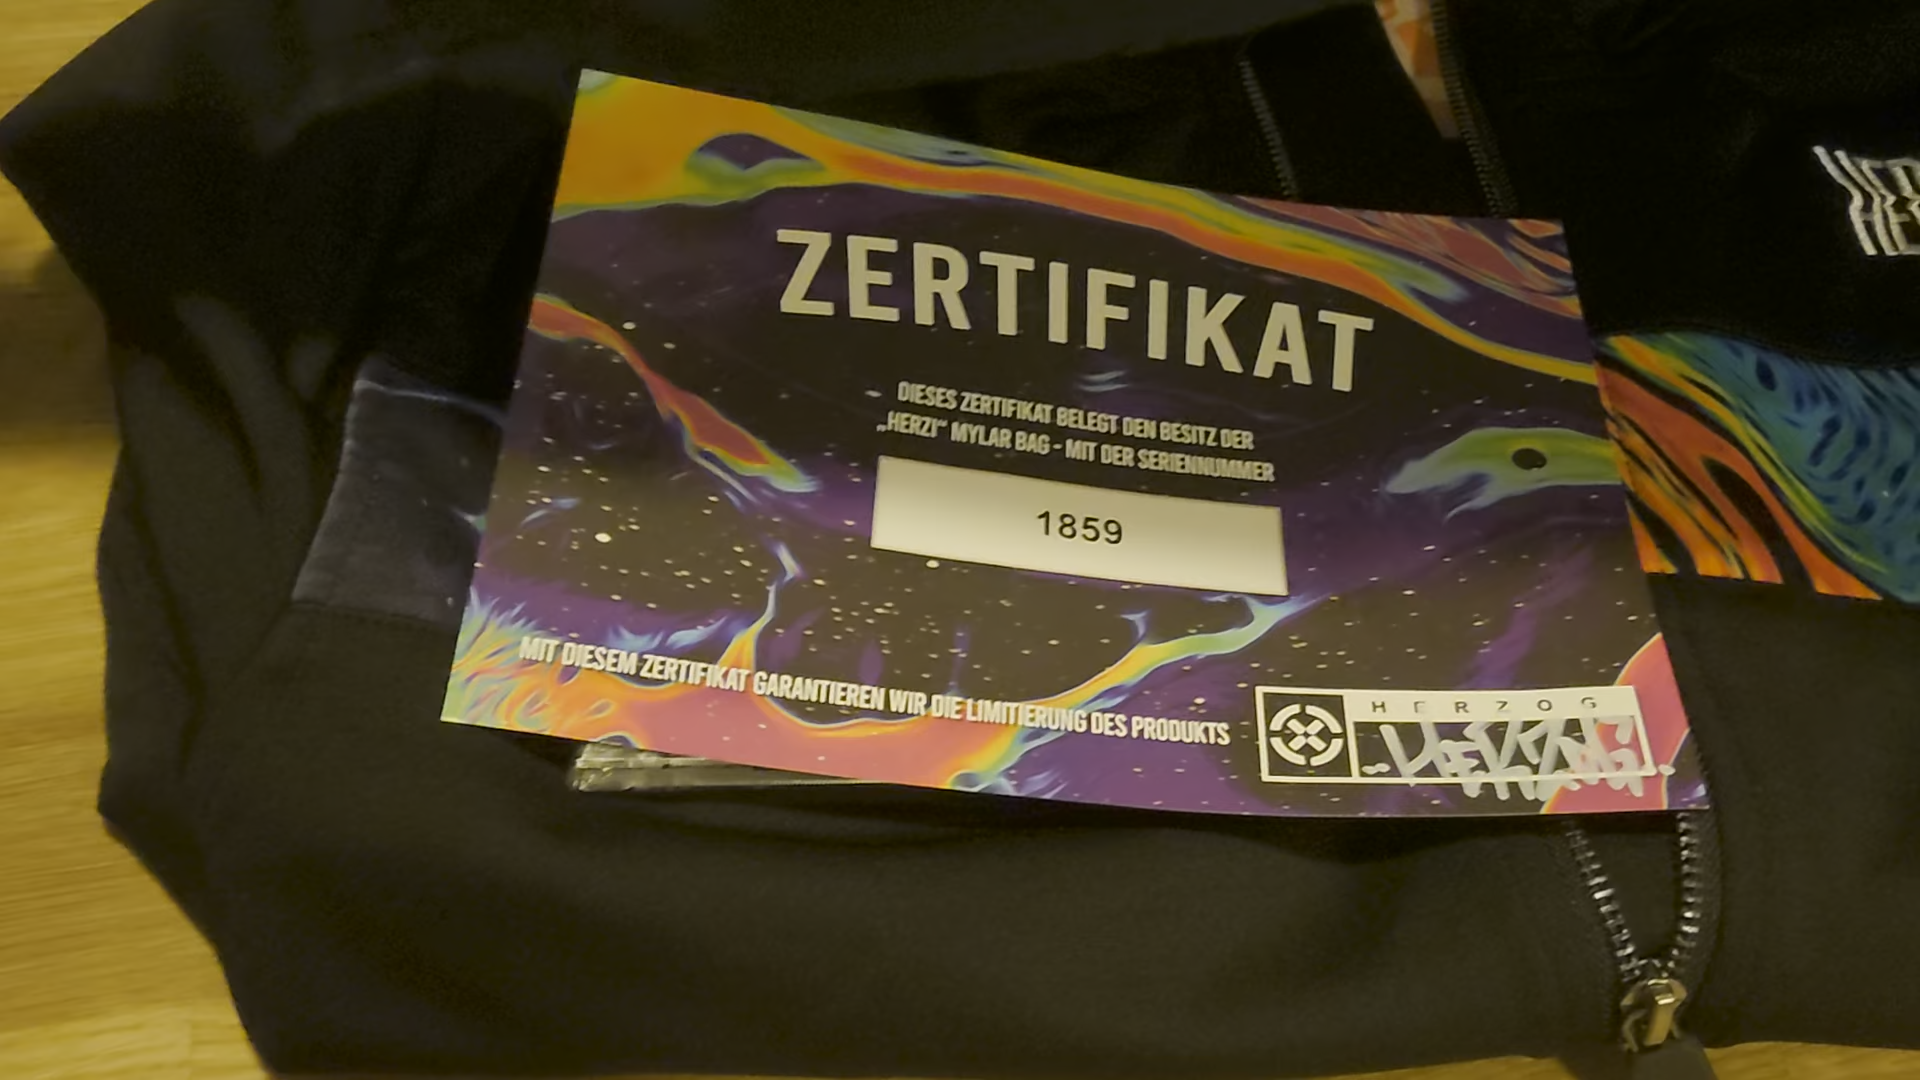 ZERTIFIKAT
DIESES ZERTIFIKAT BELEGT DEN BESITZ DER
„HERZI“ MYLAR BAG - MIT DER SERIENNUMMER
1859
MIT DIESEM ZERTIFIKAT GARANTIEREN WIR DIE LIMITIERUNG DES PRODUKTS
HERZOG
HERZOG